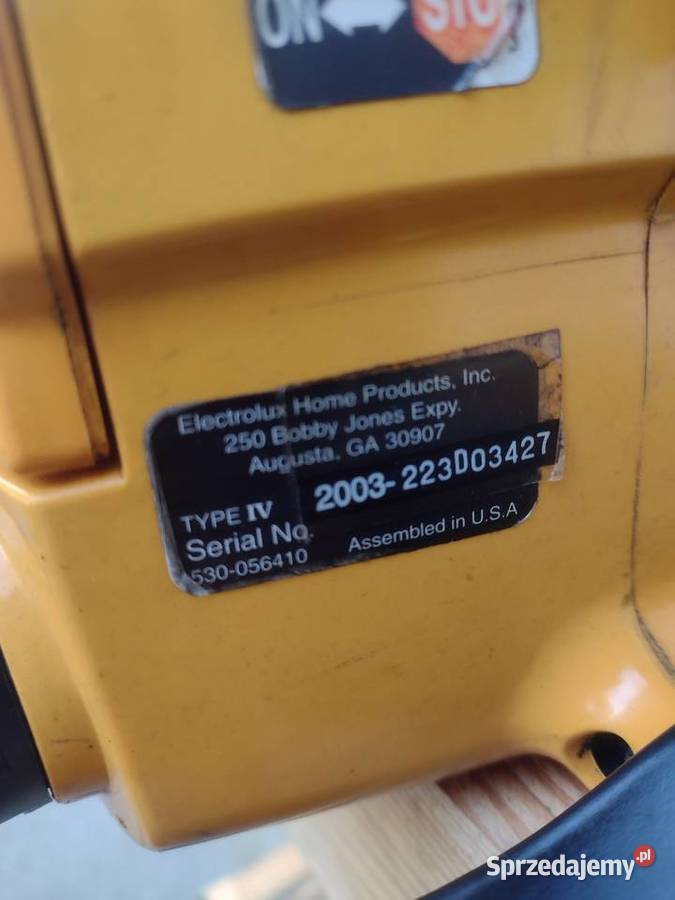 ON STOP
Electrolux Home Products, Inc.
250 Bobby Jones Expy.
Augusta, GA 30907
2003-223D03427
TYPE IV
Serial No.
530-056410 Assembled in U.S.A
Sprzedajemy.pl